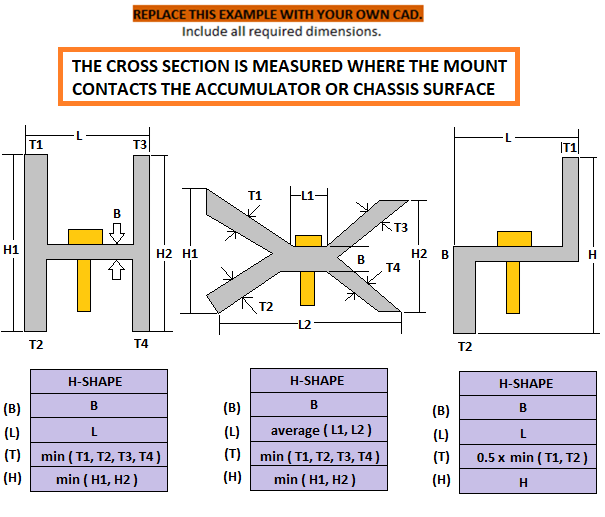 REPLACE THIS EXAMPLE WITH YOUR OWN CAD.
Include all required dimensions.
THE CROSS SECTION IS MEASURED WHERE THE MOUNT
CONTACTS THE ACCUMULATOR OR CHASSIS SURFACE
L
T1
T3
B
H1
H2
T2
T4
T1
L1
T3
H1
B
T4
H2
T2
L2
L
T1
B
H
T2
H-SHAPE
(B) B
(L) L
(T) min ( T1, T2, T3, T4 )
(H) min ( H1, H2 )
H-SHAPE
(B) B
(L) average ( L1, L2 )
(T) min ( T1, T2, T3, T4 )
(H) min ( H1, H2 )
H-SHAPE
(B) B
(L) L
(T) 0.5 x min ( T1, T2 )
(H) H